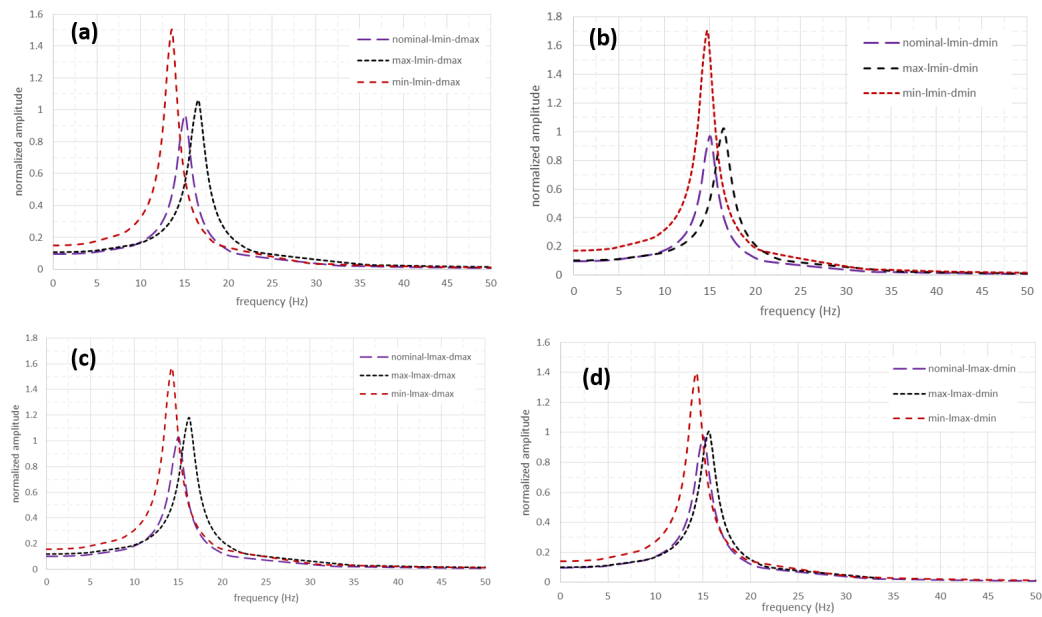 (a)
nominal-lmin-dmax
max-lmin-dmax
min-lmin-dmax
normalized amplitude
1.6
1.4
1.2
1
0.8
0.6
0.4
0.2
0
0 5 10 15 20 25 30 35 40 45 50
frequency (Hz)
(b)
nominal-lmin-dmin
max-lmin-dmin
min-lmin-dmin
normalized amplitude
1.8
1.6
1.4
1.2
1
0.8
0.6
0.4
0.2
0
0 5 10 15 20 25 30 35 40 45 50
frequency (Hz)
(c)
nominal-lmax-dmax
max-lmax-dmax
min-lmax-dmax
normalized amplitude
1.8
1.6
1.4
1.2
1
0.8
0.6
0.4
0.2
0
0 5 10 15 20 25 30 35 40 45 50
frequency (Hz)
(d)
nominal-lmax-dmin
max-lmax-dmin
min-lmax-dmin
normalized amplitude
1.6
1.4
1.2
1
0.8
0.6
0.4
0.2
0
0 5 10 15 20 25 30 35 40 45 50
frequency (Hz)